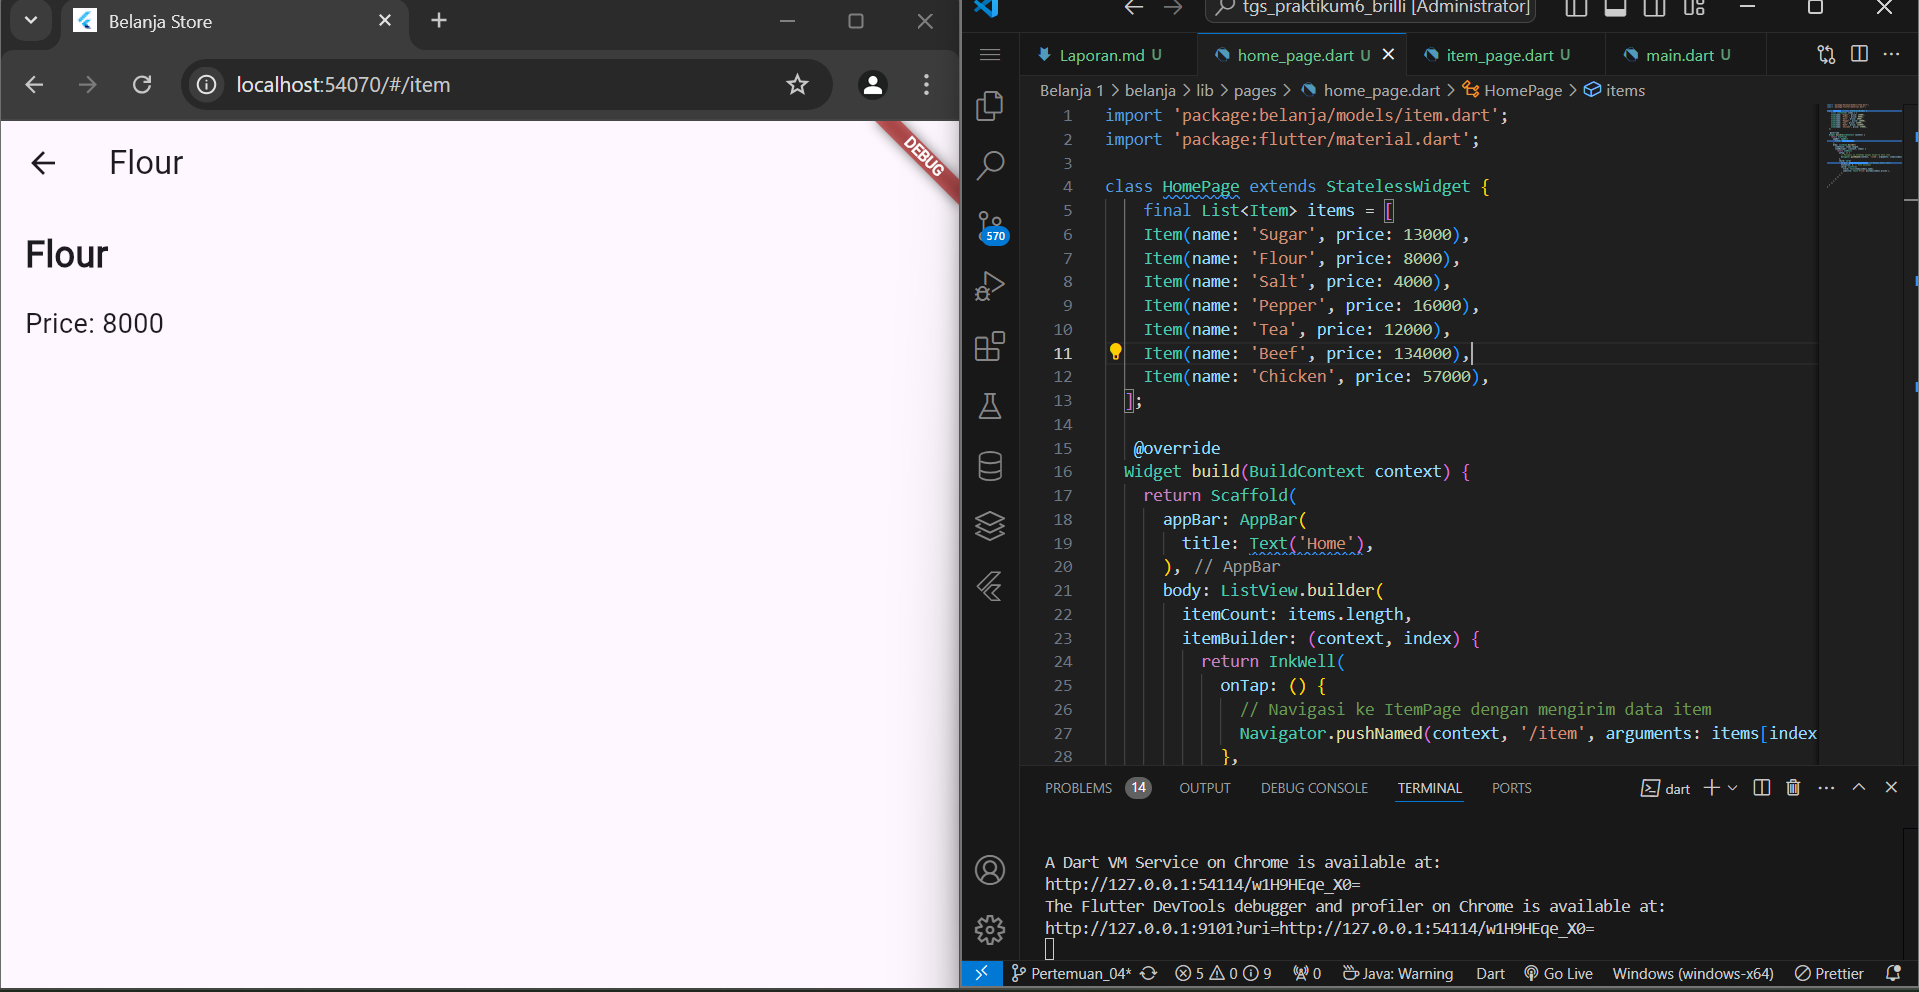 Belanja Store
localhost:54070/#/item
DEBUG
Flour
Flour
Price: 8000
tgs_praktikum6_brilli [Administrator]
Laporan.md U
home_page.dart U
item_page.dart U
main.dart U
Belanja 1 > belanja > lib > pages > home_page.dart > HomePage > items
570
1 import 'package:belanja/models/item.dart';
2 import 'package:flutter/material.dart';
3
4 class HomePage extends StatelessWidget {
5 final List<Item> items = [
6 Item(name: 'Sugar', price: 13000),
7 Item(name: 'Flour', price: 8000),
8 Item(name: 'Salt', price: 4000),
9 Item(name: 'Pepper', price: 16000),
10 Item(name: 'Tea', price: 12000),
11 Item(name: 'Beef', price: 134000),
12 Item(name: 'Chicken', price: 57000),
13 ];
14
15 @override
16 Widget build(BuildContext context) {
17 return Scaffold(
18 appBar: AppBar(
19 title: Text('Home'),
20 ), // AppBar
21 body: ListView.builder(
22 itemCount: items.length,
23 itemBuilder: (context, index) {
24 return InkWell(
25 onTap: () {
26 // Navigasi ke ItemPage dengan mengirim data item
27 Navigator.pushNamed(context, '/item', arguments: items[index
28 },
PROBLEMS 14 OUTPUT DEBUG CONSOLE TERMINAL PORTS
dart
A Dart VM Service on Chrome is available at:
http://127.0.0.1:54114/w1H9HEqe_X0=
The Flutter DevTools debugger and profiler on Chrome is available at:
http://127.0.0.1:9101?uri=http://127.0.0.1:54114/w1H9HEqe_X0=
Pertemuan_04* 5 0 9 0 Java: Warning Dart Go Live Windows (windows-x64) Prettier